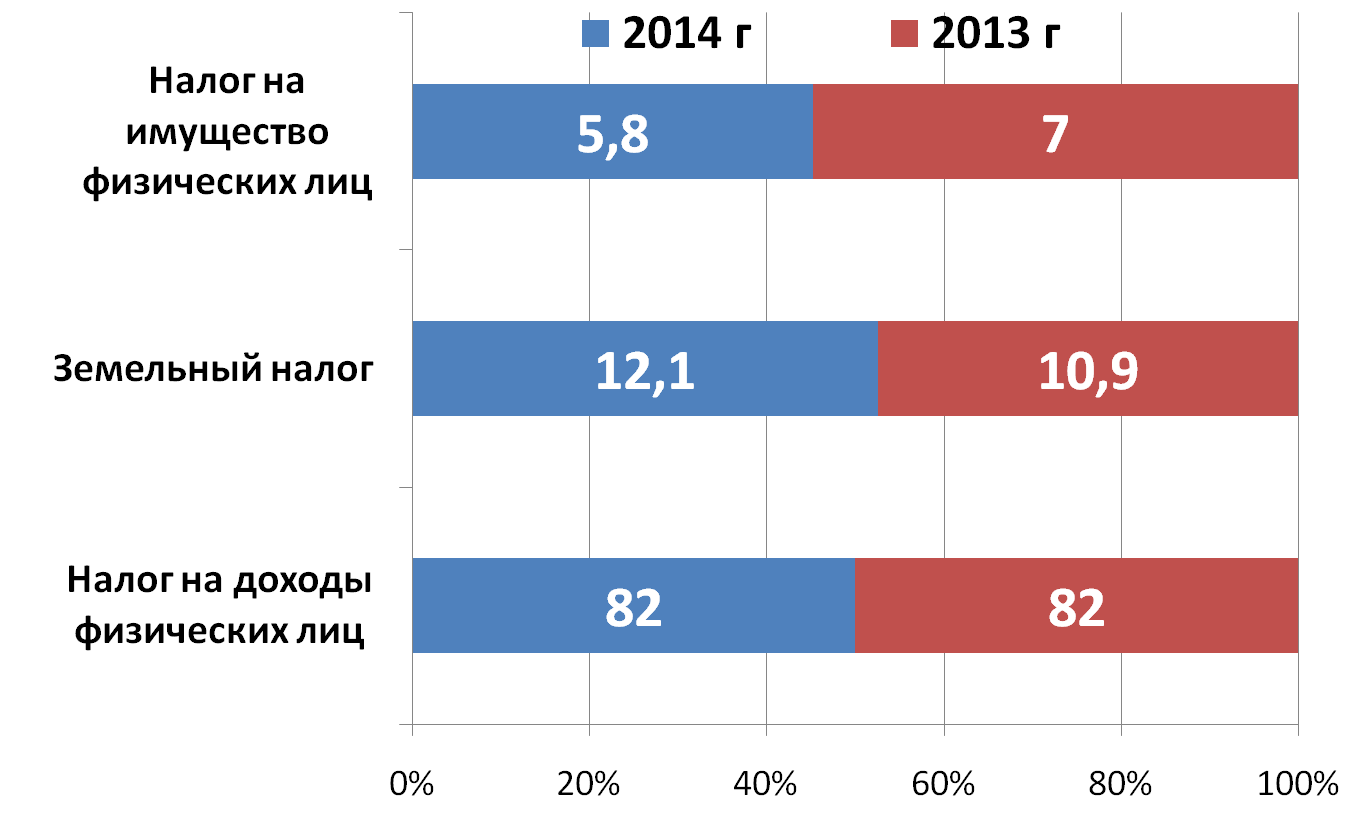 2014 г
2013 г
Налог на
имущество
физических лиц
5,8
7
Земельный налог
12,1
10,9
Налог на доходы
физических лиц
82
82
0%
20%
40%
60%
80%
100%